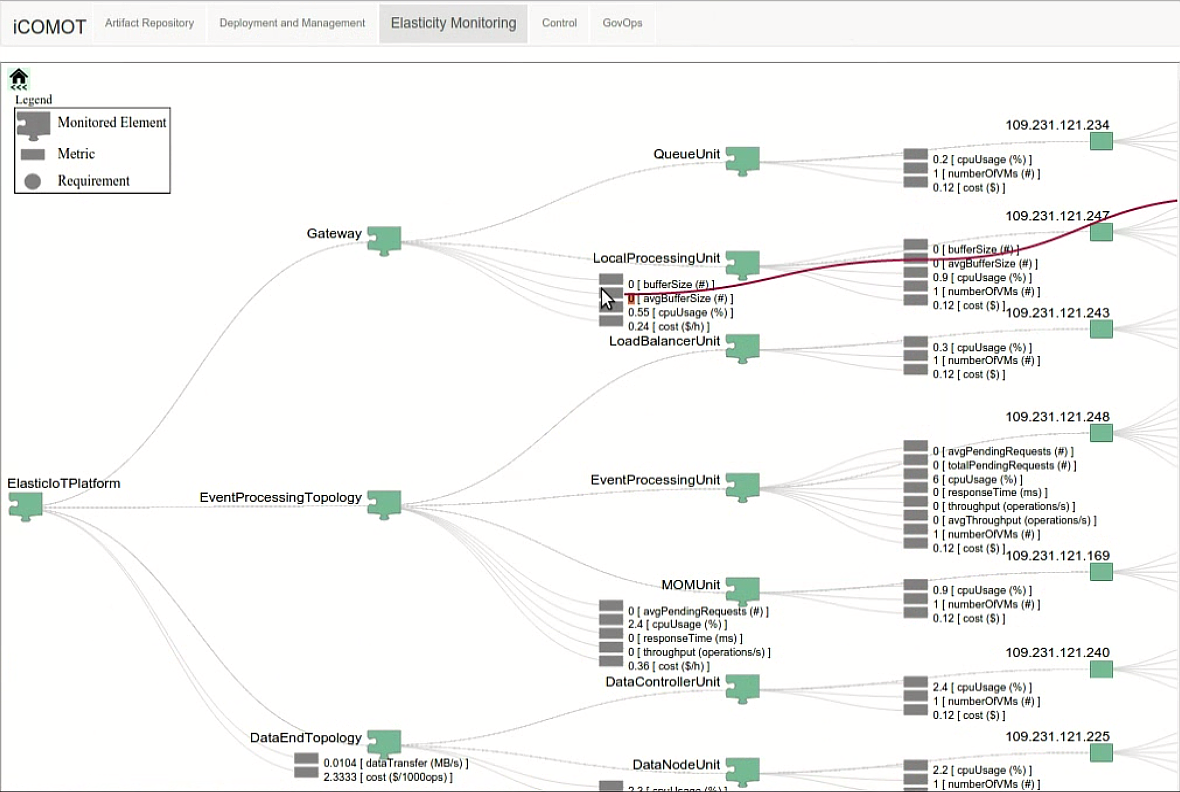 iCOMOT
Artifact Repository
Deployment and Management
Elasticity Monitoring
Control
GovOps
Legend
Monitored Element
Metric
Requirement
109.231.121.234
QueueUnit
0.2 [ cpuUsage (%) ]
1 [ numberOfVMs (#) ]
0.12 [ cost ($) ]
109.231.121.247
Gateway
LocalProcessingUnit
0 [ bufferSize (#) ]
0 [ avgBufferSize (#) ]
0.9 [ cpuUsage (%) ]
1 [ numberOfVMs (#) ]
0.12 [ cost ($) ]
0 [ bufferSize (#) ]
0 [ avgBufferSize (#) ]
0.55 [ cpuUsage (%) ]
0.24 [ cost ($/h) ]
109.231.121.243
LoadBalancerUnit
0.3 [ cpuUsage (%) ]
1 [ numberOfVMs (#) ]
0.12 [ cost ($) ]
109.231.121.248
EventProcessingUnit
0 [ avgPendingRequests (#) ]
0 [ totalPendingRequests (#) ]
6 [ cpuUsage (%) ]
0 [ responseTime (ms) ]
0 [ throughput (operations/s) ]
0 [ avgThroughput (operations/s) ]
1 [ numberOfVMs (#) ]
0.12 [ cost ($) ]
ElasticIoTPlatform
EventProcessingTopology
109.231.121.169
MOMUnit
0.9 [ cpuUsage (%) ]
1 [ numberOfVMs (#) ]
0.12 [ cost ($) ]
0 [ avgPendingRequests (#) ]
2.4 [ cpuUsage (%) ]
0 [ responseTime (ms) ]
0 [ throughput (operations/s) ]
0.36 [ cost ($/h) ]
109.231.121.240
DataControllerUnit
2.4 [ cpuUsage (%) ]
1 [ numberOfVMs (#) ]
0.12 [ cost ($) ]
DataEndTopology
0.0104 [ dataTransfer (MB/s) ]
2.3333 [ cost ($/1000ops) ]
109.231.121.225
DataNodeUnit
2.2 [ cpuUsage (%) ]
1 [ numberOfVMs (#) ]
2.3 [ cpuUsage (%) ]